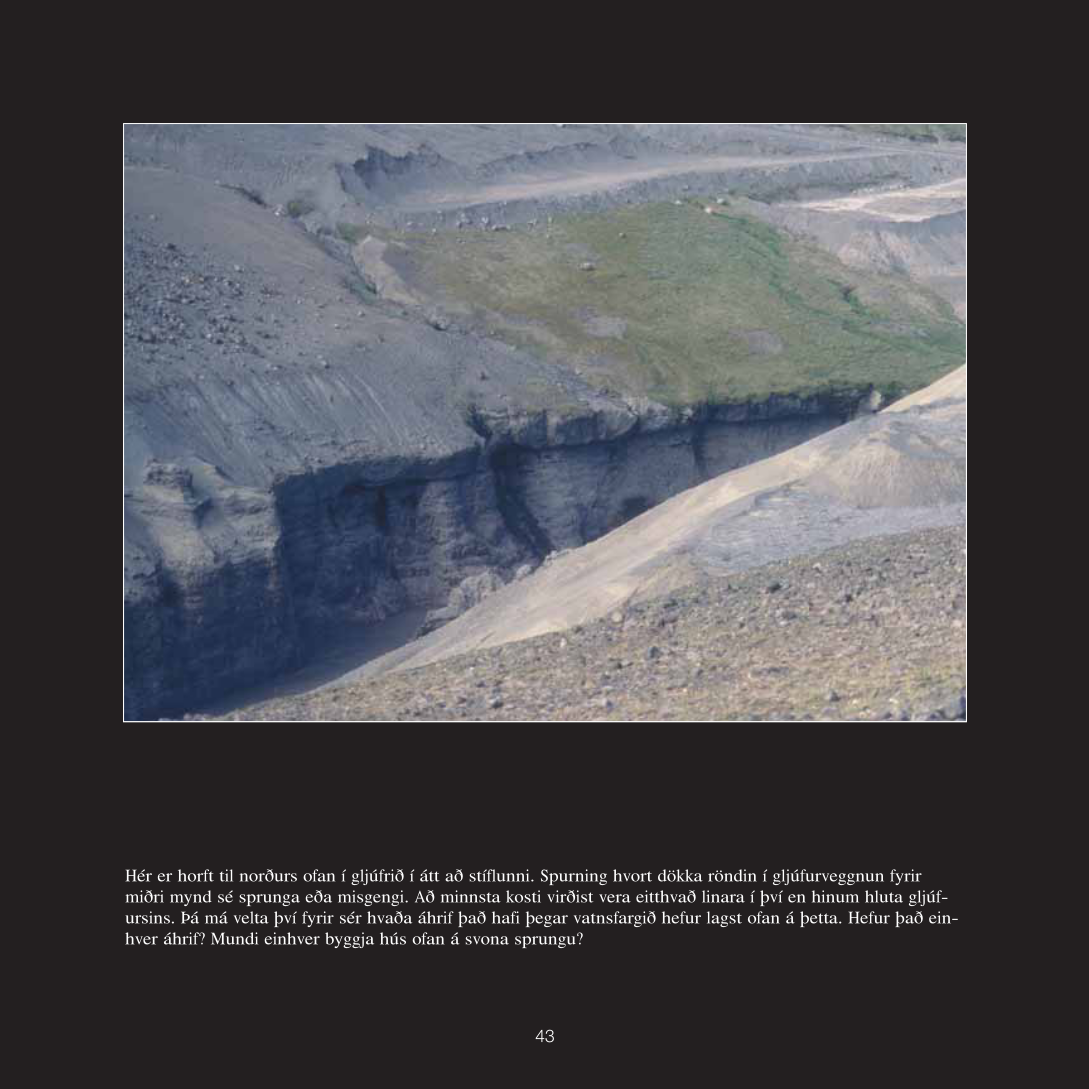 Hér er horft til norðurs ofan í gljúfrið í átt að stíflunni. Spurning hvort dökka röndin í gljúfurveggnun fyrir
miðri mynd sé sprunga eða misgengi. Að minnsta kosti virðist vera eitthvað linara í því en hinum hluta gljúf-
ursins. Þá má velta því fyrir sér hvaða áhrif það hafi þegar vatnsfargið hefur lagst ofan á þetta. Hefur það ein-
hver áhrif? Mundi einhver byggja hús ofan á svona sprungu?
43